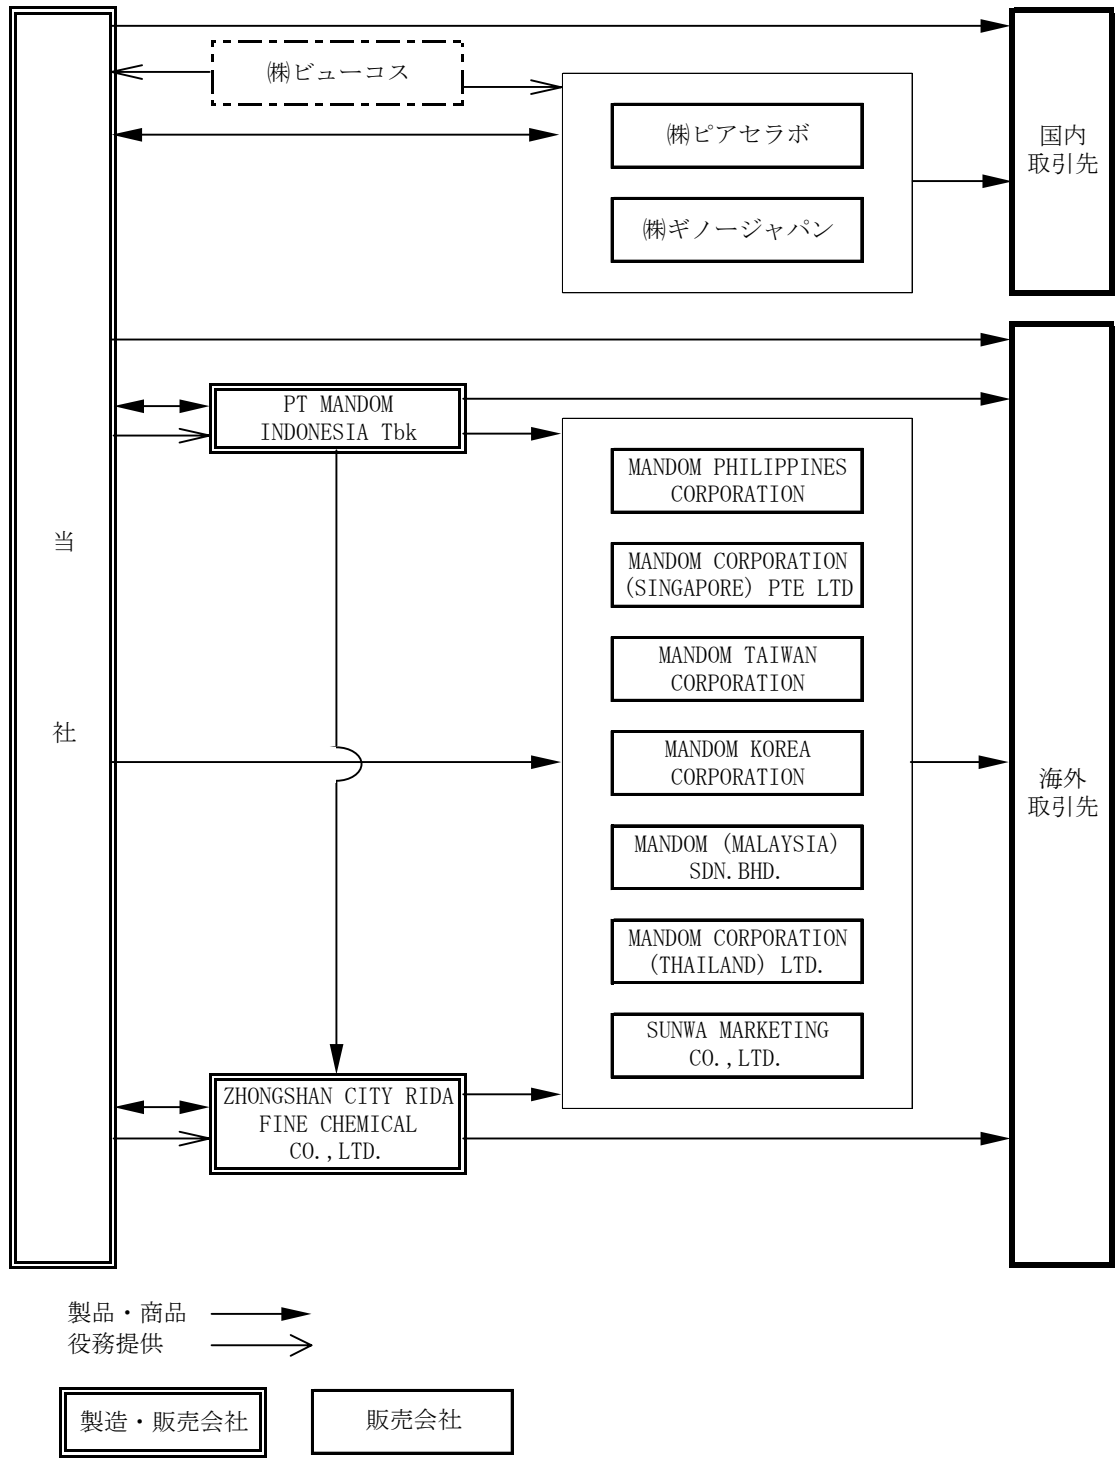 ㈱ビューコス
㈱ピアセラボ
㈱ギノージャパン
国内
取引先
当
社
PT MANDOM
INDONESIA Tbk
MANDOM PHILIPPINES
CORPORATION
MANDOM CORPORATION
(SINGAPORE) PTE LTD
MANDOM TAIWAN
CORPORATION
MANDOM KOREA
CORPORATION
MANDOM (MALAYSIA)
SDN.BHD.
MANDOM CORPORATION
(THAILAND) LTD.
SUNWA MARKETING
CO.,LTD.
海外
取引先
ZHONGSHAN CITY RIDA
FINE CHEMICAL
CO.,LTD.
製品・商品
役務提供
製造・販売会社
販売会社